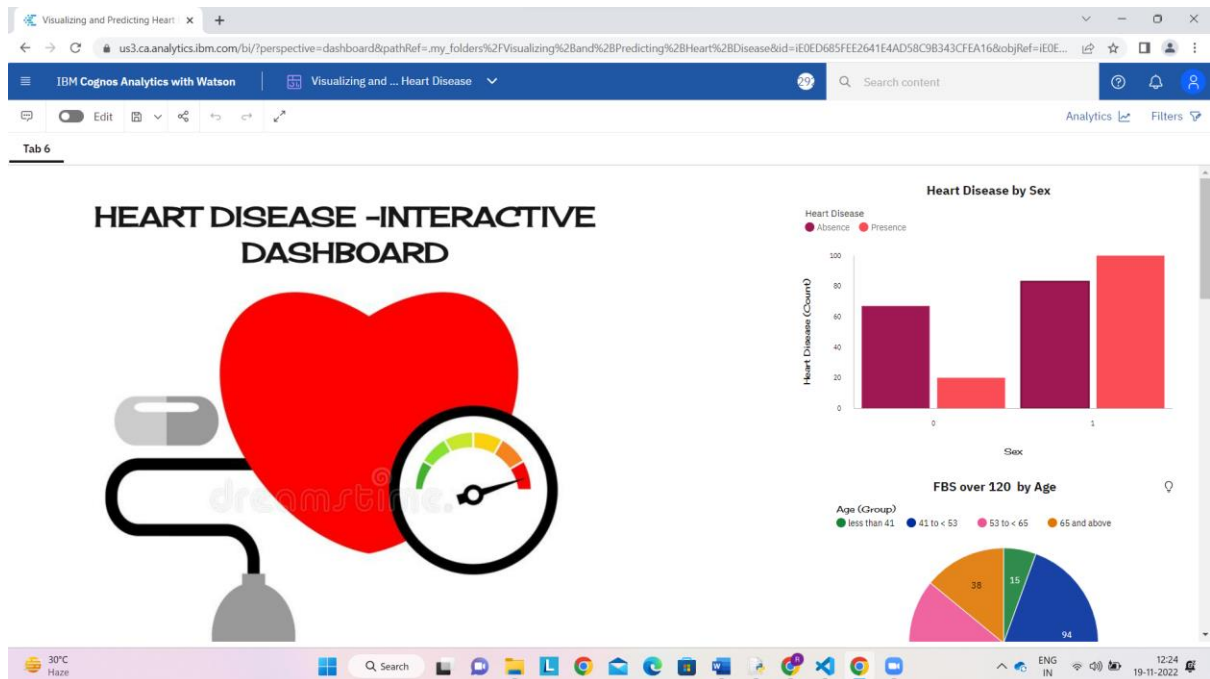 Visualizing and Predicting Heart
us3.ca.analytics.ibm.com/bi/?perspective=dashboard&pathRef=.my_folders%2FVisualizing%2Band%2BPredicting%2BHeart%2BDisease&id=iE0ED685FEE2641E4AD58C9B343CFEA16&objRef=iE0E...
IBM Cognos Analytics with Watson
Visualizing and ... Heart Disease
Search content
Edit
Analytics
Filters
Tab 6
HEART DISEASE -INTERACTIVE
DASHBOARD
dreamstime.
Heart Disease by Sex
Heart Disease
Absence Presence
Heart Disease (Count)
100
80
60
40
20
0
0 1
Sex
FBS over 120 by Age
Age (Group)
less than 41 41 to < 53 53 to < 65 65 and above
38
15
94
30°C
Haze
Search
ENG
IN
12:24
19-11-2022